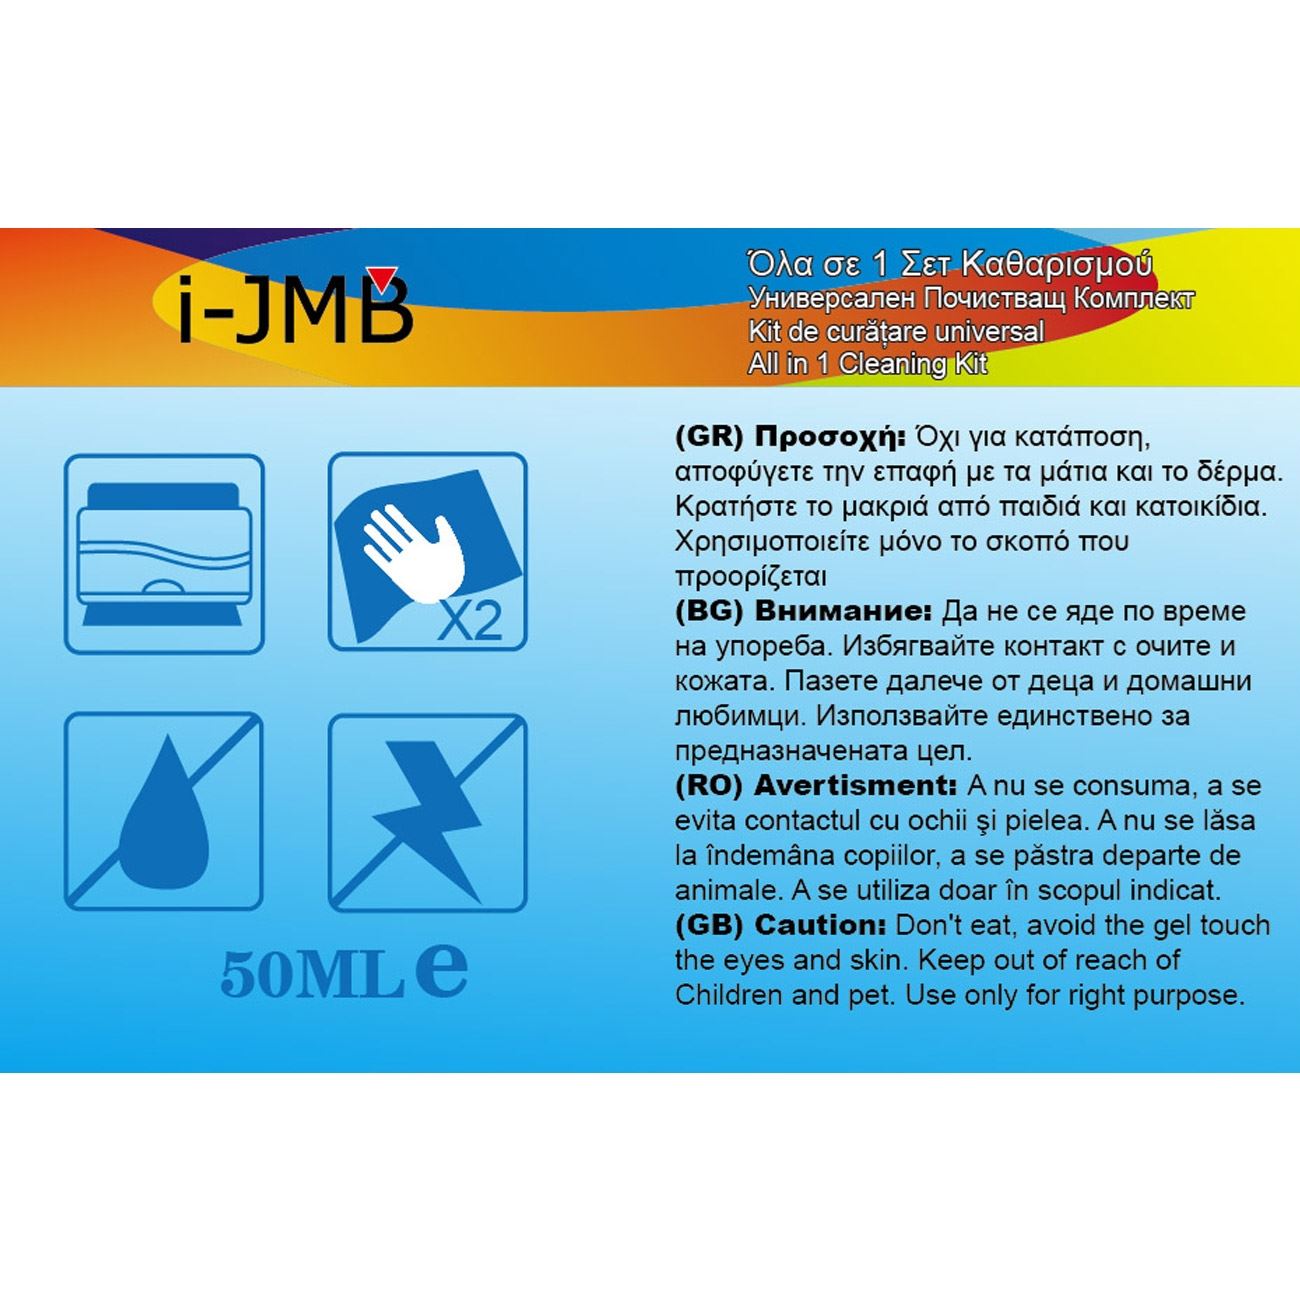 i-JMB
Όλα σε 1 Σετ Καθαρισμού
Универсален Почистващ Комплект
Kit de curățare universal
All in 1 Cleaning Kit
X2
50ML e
(GR) Προσοχή: Όχι για κατάποση,
αποφύγετε την επαφή με τα μάτια και το δέρμα.
Κρατήστε το μακριά από παιδιά και κατοικίδια.
Χρησιμοποιείτε μόνο το σκοπό που
προορίζεται
(BG) Внимание: Да не се яде по време
на упореба. Избягвайте контакт с очите и
кожата. Пазете далече от деца и домашни
любимци. Използвайте единствено за
предназначената цел.
(RO) Avertisment: A nu se consuma, a se
evita contactul cu ochii şi pielea. A nu se lăsa
la îndemâna copiilor, a se păstra departe de
animale. A se utiliza doar în scopul indicat.
(GB) Caution: Don't eat, avoid the gel touch
the eyes and skin. Keep out of reach of
Children and pet. Use only for right purpose.